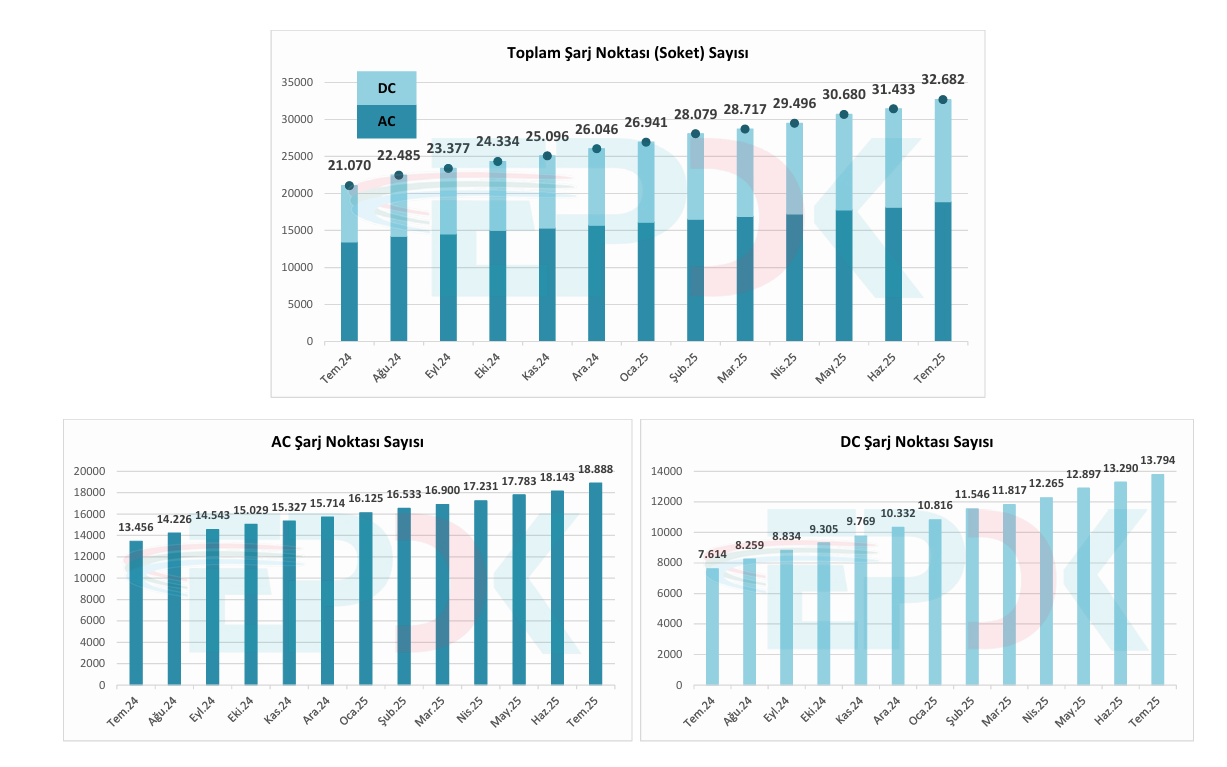 Toplam Şarj Noktası (Soket) Sayısı
DC
AC
35000
30000
25000
20000
15000
10000
5000
0
21.070 22.485 23.377 24.334 25.096 26.046 26.941 28.079 28.717 29.496 30.680 31.433 32.682
Tem.24 Ağu.24 Eyl.24 Eki.24 Kas.24 Ara.24 Oca.25 Şub.25 Mar.25 Nis.25 May.25 Haz.25 Tem.25
EPDK
AC Şarj Noktası Sayısı
20000
18000
16000
14000
12000
10000
8000
6000
4000
2000
0
13.456 14.226 14.543 15.029 15.327 15.714 16.125 16.533 16.900 17.231 17.783 18.143 18.888
Tem.24 Ağu.24 Eyl.24 Eki.24 Kas.24 Ara.24 Oca.25 Şub.25 Mar.25 Nis.25 May.25 Haz.25 Tem.25
EPDK
DC Şarj Noktası Sayısı
14000
12000
10000
8000
6000
4000
2000
0
7.614 8.259 8.834 9.305 9.769 10.332 10.816 11.546 11.817 12.265 12.897 13.290 13.794
Tem.24 Ağu.24 Eyl.24 Eki.24 Kas.24 Ara.24 Oca.25 Şub.25 Mar.25 Nis.25 May.25 Haz.25 Tem.25
EPDK